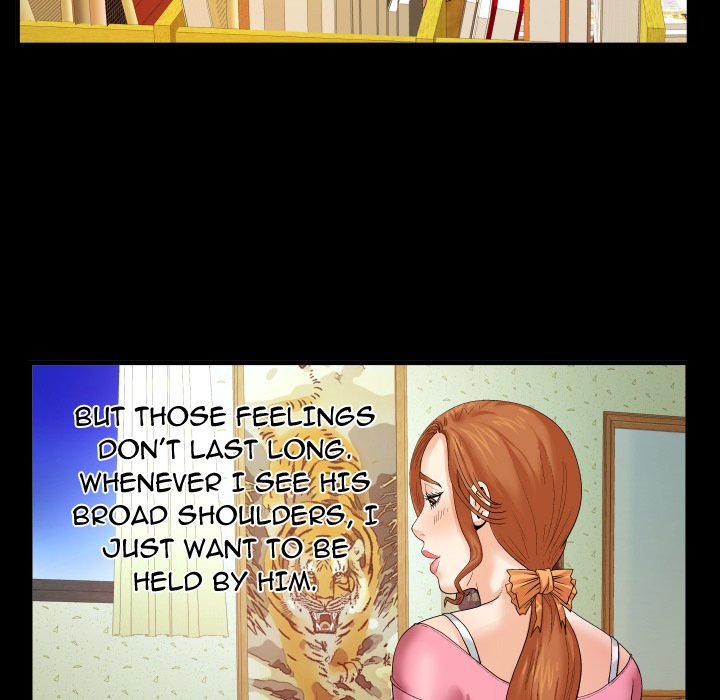 BUT THOSE FEELINGS
DON'T LAST LONG.
WHENEVER I SEE HIS
BROAD SHOULDERS, I
JUST WANT TO BE
HELD BY HIM.